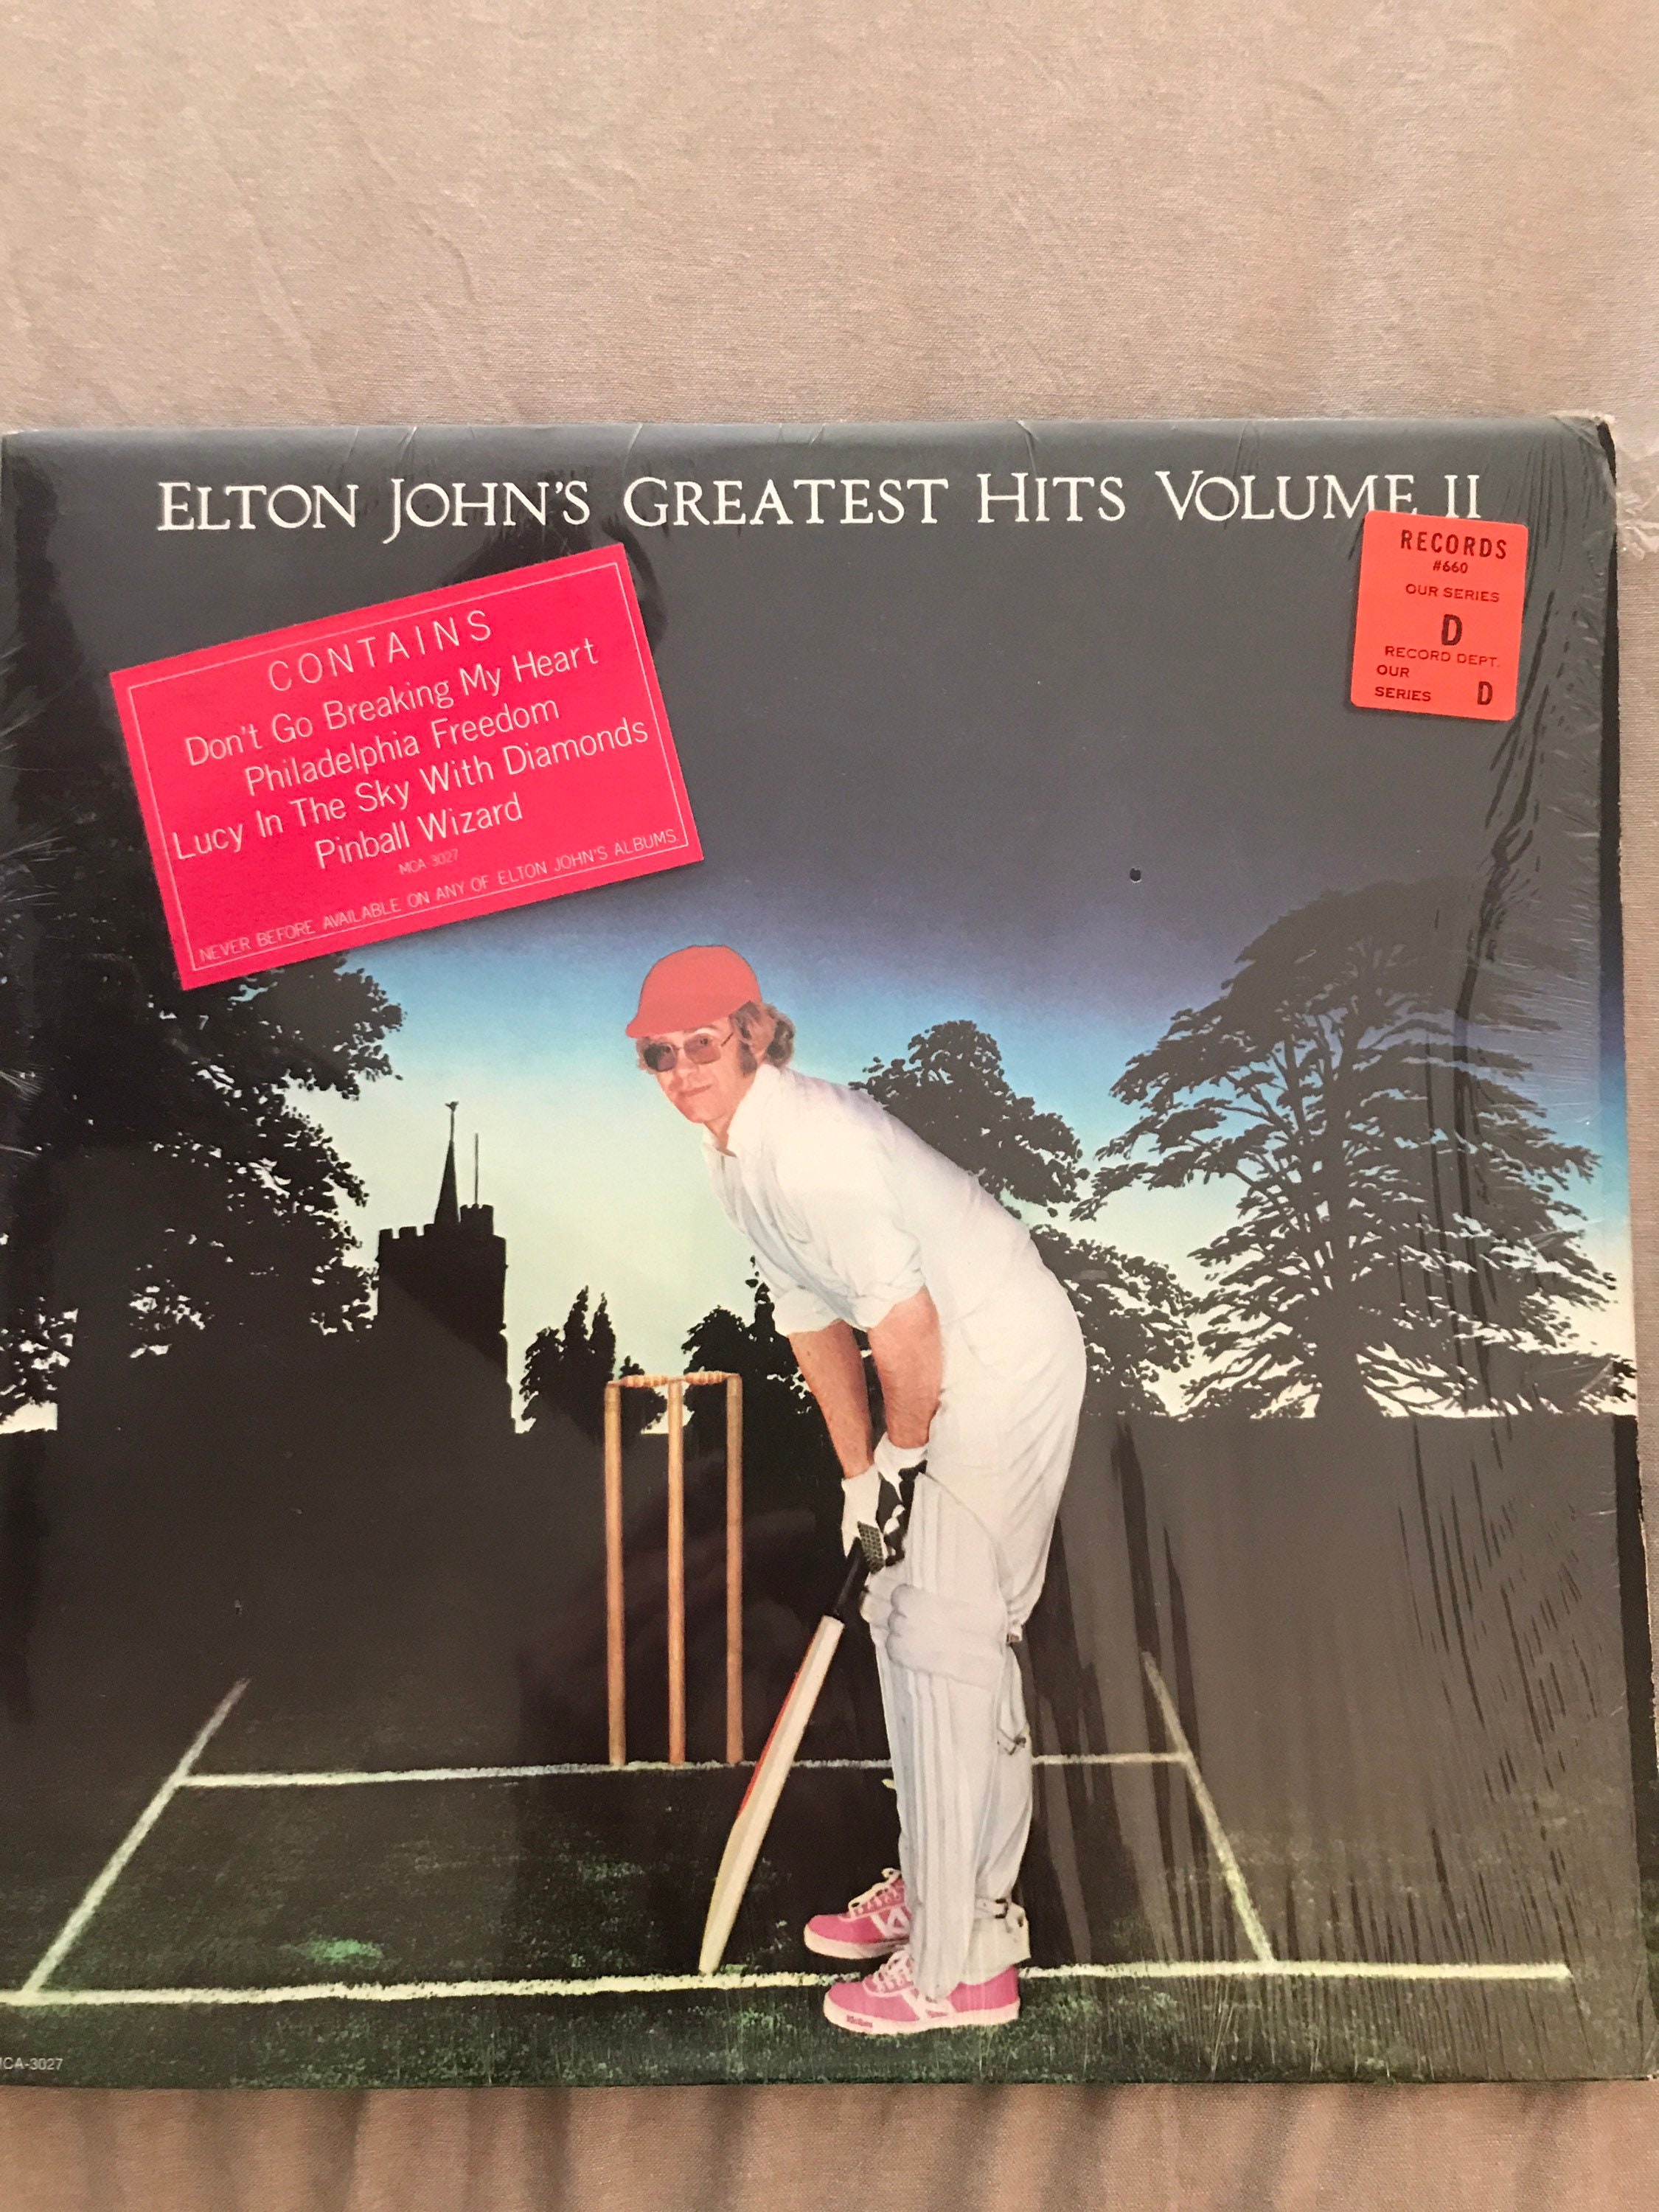 ELTON JOHN'S GREATEST HITS VOLUME II
RECORDS
#660
OUR SERIES
D
RECORD DEPT.
OUR
SERIES D
CONTAINS
Don't Go Breaking My Heart
Philadelphia Freedom
Lucy In The Sky With Diamonds
Pinball Wizard
MCA 3027
NEVER BEFORE AVAILABLE ON ANY OF ELTON JOHN'S ALBUMS.
MCA-3027